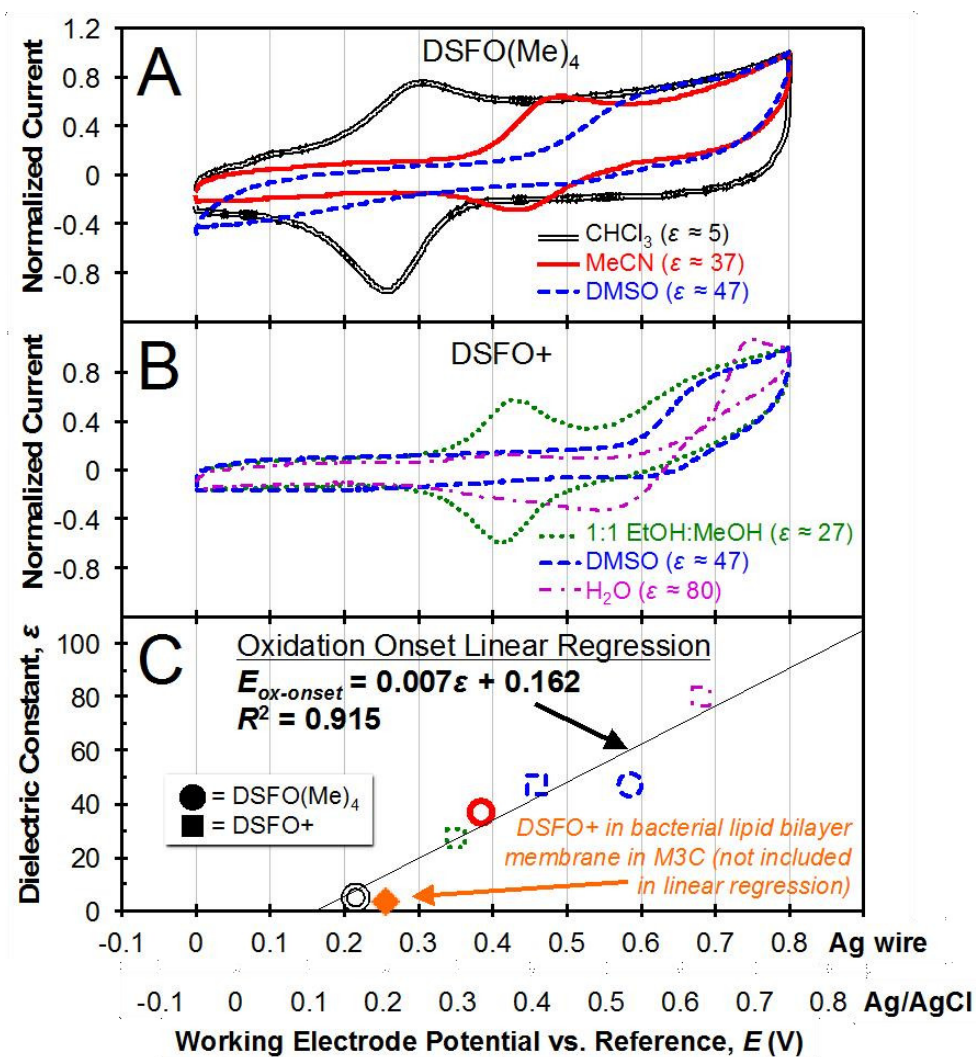 A
DSFO(Me)4
Normalized Current
1.2
0.8
0.4
0
-0.4
-0.8
CHCl3 (ε ≈ 5)
MeCN (ε ≈ 37)
DMSO (ε ≈ 47)
B
DSFO+
Normalized Current
0.8
0.4
0
-0.4
-0.8
1:1 EtOH:MeOH (ε ≈ 27)
DMSO (ε ≈ 47)
H2O (ε ≈ 80)
C
Oxidation Onset Linear Regression
Eox-onset = 0.007ε + 0.162
R2 = 0.915
Dielectric Constant, ε
100
80
60
40
20
0
= DSFO(Me)4
= DSFO+
DSFO+ in bacterial lipid bilayer
membrane in M3C (not included
in linear regression)
-0.1 0 0.1 0.2 0.3 0.4 0.5 0.6 0.7 0.8 Ag wire
-0.1 0 0.1 0.2 0.3 0.4 0.5 0.6 0.7 0.8 Ag/AgCl
Working Electrode Potential vs. Reference, E (V)